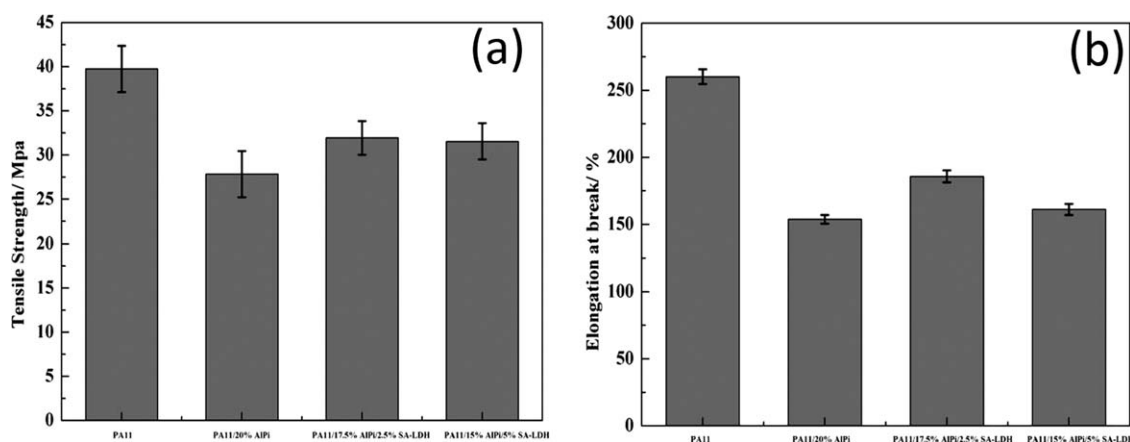 (a)
Tensile Strength/ Mpa
45
40
35
30
25
20
15
10
5
0
PA11
PA11/20% AlPi
PA11/17.5% AlPi/2.5% SA-LDH
PA11/15% AlPi/5% SA-LDH
(b)
Elongation at break/ %
300
250
200
150
100
50
0
PA11
PA11/20% AlPi
PA11/17.5% AlPi/2.5% SA-LDH
PA11/15% AlPi/5% SA-LDH